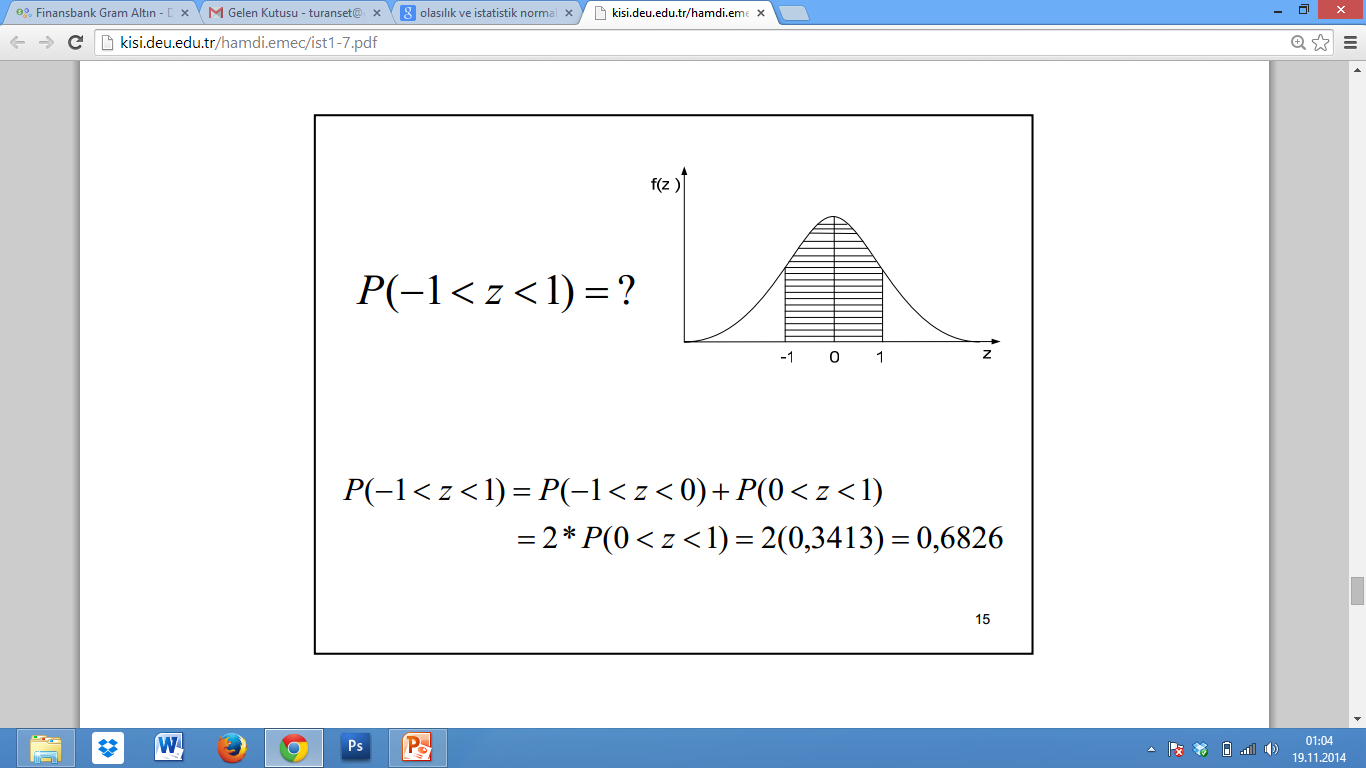 Finansbank Gram Altın - D
Gelen Kutusu - turanset@
olasılık ve istatistik normal
kisi.deu.edu.tr/hamdi.eme
kisi.deu.edu.tr/hamdi.emec/ist1-7.pdf
f(z )
P(−1 < z < 1) = ?
-1 0 1 z
P(−1 < z < 1) = P(−1 < z < 0) + P(0 < z < 1)
= 2 * P(0 < z < 1) = 2(0,3413) = 0,6826
15
W
Ps
P
01:04
19.11.2014